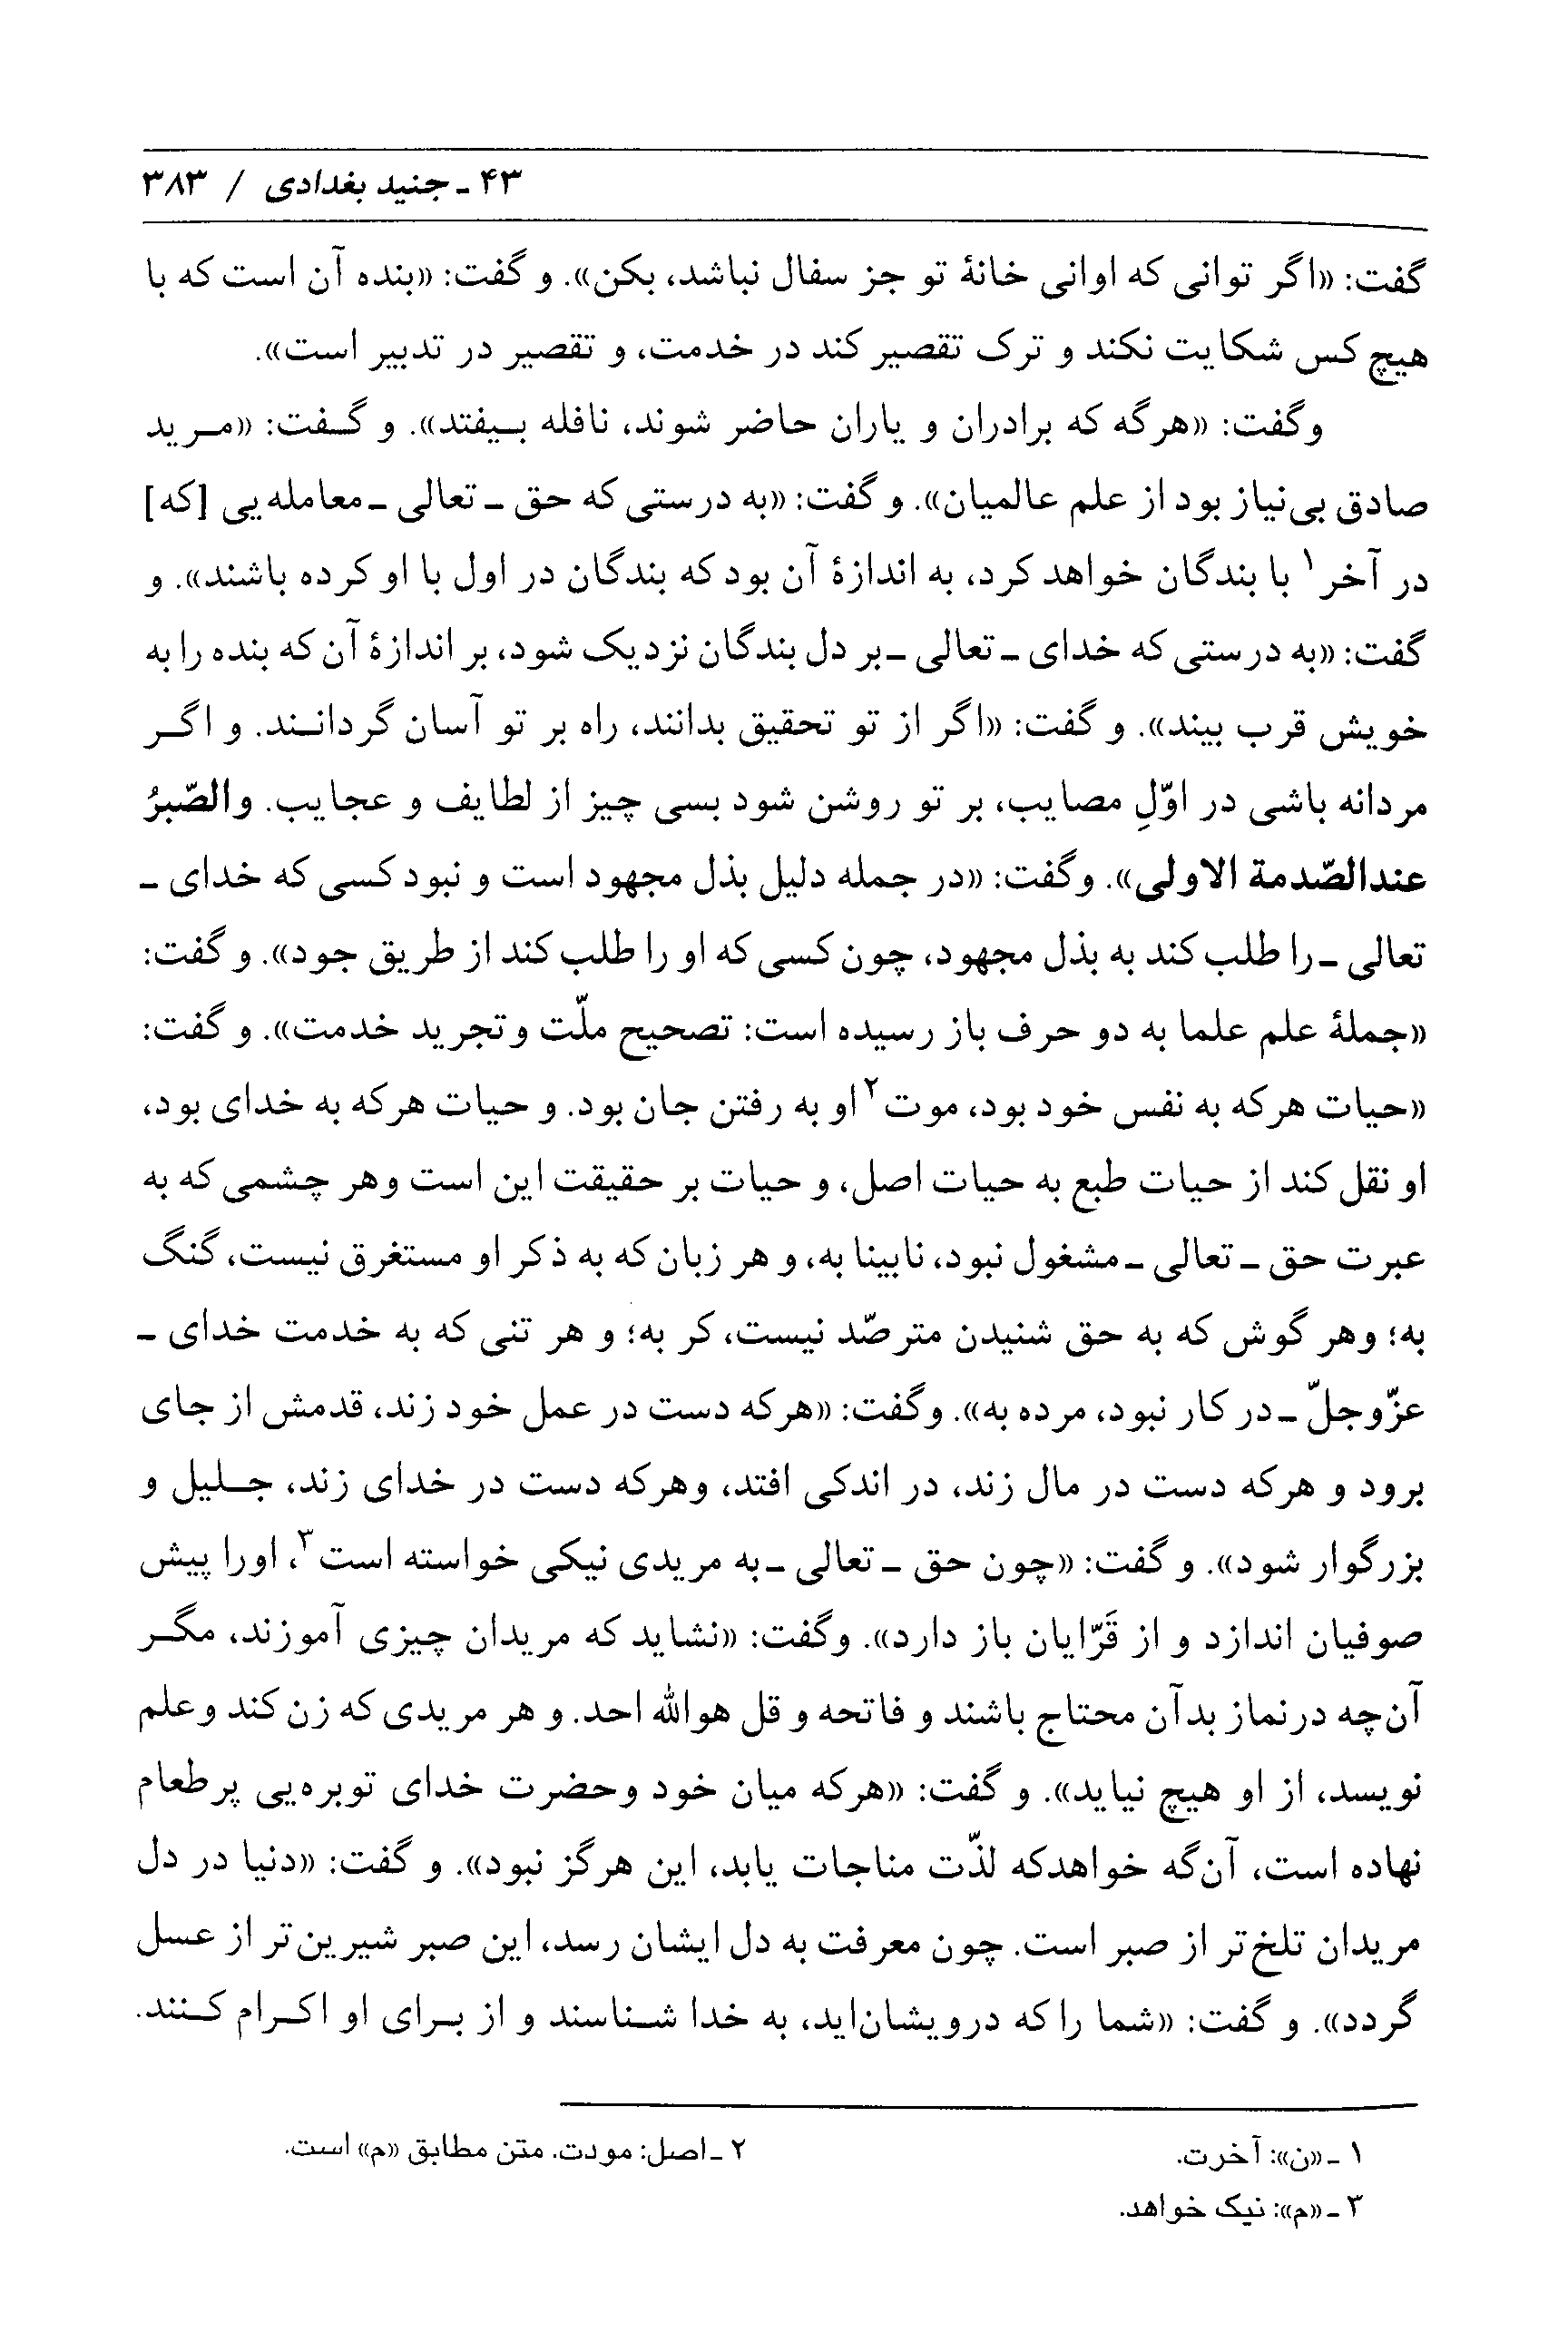 ۴۳ ـ جنید بغدادی / ۳۸۳
گفت: «اگر توانی که اوانی خانهٔ تو جز سفال نباشد، بکن». و گفت: «بنده آن است که با
هیچ کس شکایت نکند و ترک تقصیر کند در خدمت، و تقصیر در تدبیر است».
وگفت: «هرگه که برادران و یاران حاضر شوند، نافله بیفتد». و گفت: «مرید
صادق بی‌نیاز بود از علم عالمیان». و گفت: «به درستی که حق ـ تعالی ـ معامله‌یی [که]
در آخر۱ با بندگان خواهد کرد، به اندازهٔ آن بود که بندگان در اول با او کرده باشند». و
گفت: «به درستی که خدای ـ تعالی ـ بر دل بندگان نزدیک شود، بر اندازهٔ آن که بنده را به
خویش قرب بیند». و گفت: «اگر از تو تحقیق بدانند، راه بر تو آسان گردانند. و اگر
مردانه باشی در اوّلِ مصایب، بر تو روشن شود بسی چیز از لطایف و عجایب. والصّبرُ
عندالصّدمة الاولی». وگفت: «در جمله دلیل بذل مجهود است و نبود کسی که خدای ـ
تعالی ـ را طلب کند به بذل مجهود، چون کسی که او را طلب کند از طریق جود». و گفت:
«جملهٔ علم علما به دو حرف باز رسیده است: تصحیح ملّت و تجرید خدمت». و گفت:
«حیات هرکه به نفس خود بود، موت۲ او به رفتن جان بود. و حیات هرکه به خدای بود،
او نقل کند از حیات طبع به حیات اصل، و حیات بر حقیقت این است وهر چشمی که به
عبرت حق ـ تعالی ـ مشغول نبود، نابینا به، و هر زبان که به ذکر او مستغرق نیست، گنگ
به؛ وهر گوش که به حق شنیدن مترصّد نیست، کر به؛ و هر تنی که به خدمت خدای ـ
عزّوجلّ ـ در کار نبود، مرده به». وگفت: «هرکه دست در عمل خود زند، قدمش از جای
برود و هرکه دست در مال زند، در اندکی افتد، وهرکه دست در خدای زند، جلیل و
بزرگوار شود». و گفت: «چون حق ـ تعالی ـ به مریدی نیکی خواسته است۳، اورا پیش
صوفیان اندازد و از قَرّایان باز دارد». وگفت: «نشاید که مریدان چیزی آموزند، مگر
آن‌چه درنماز بدآن محتاج باشند و فاتحه و قل هوالله احد. و هر مریدی که زن کند وعلم
نویسد، از او هیچ نیاید». و گفت: «هرکه میان خود وحضرت خدای توبره‌یی پرطعام
نهاده است، آن‌گه خواهدکه لذّت مناجات یابد، این هرگز نبود». و گفت: «دنیا در دل
مریدان تلخ‌تر از صبر است. چون معرفت به دل ایشان رسد، این صبر شیرین‌تر از عسل
گردد». و گفت: «شما را که درویشان‌اید، به خدا شناسند و از برای او اکرام کنند.
۱ ـ «ن»: آخرت.
۲ ـ اصل: مودت. متن مطابق «م» است.
۳ ـ «م»: نیک خواهد.